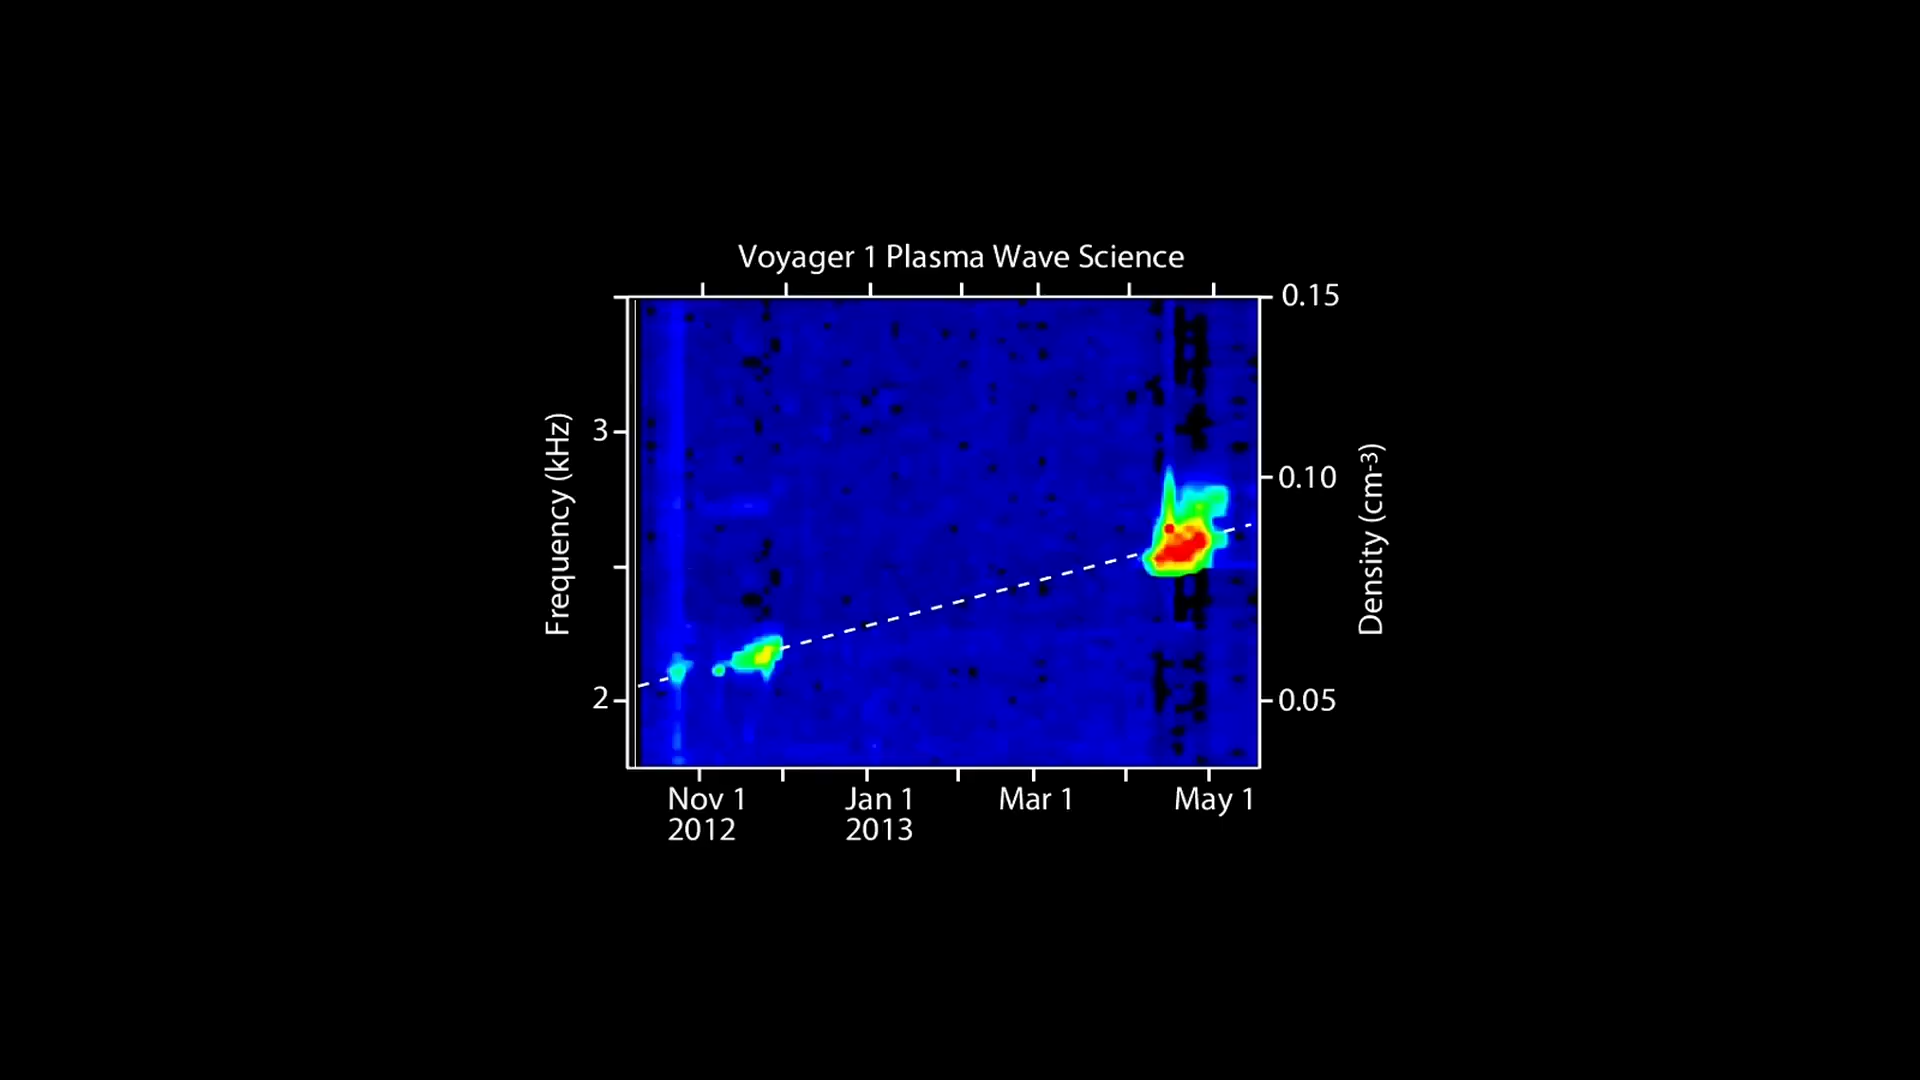 Voyager 1 Plasma Wave Science
0.15
3
0.10
Frequency (kHz)
Density (cm-3)
2
0.05
Nov 1
2012
Jan 1
2013
Mar 1
May 1